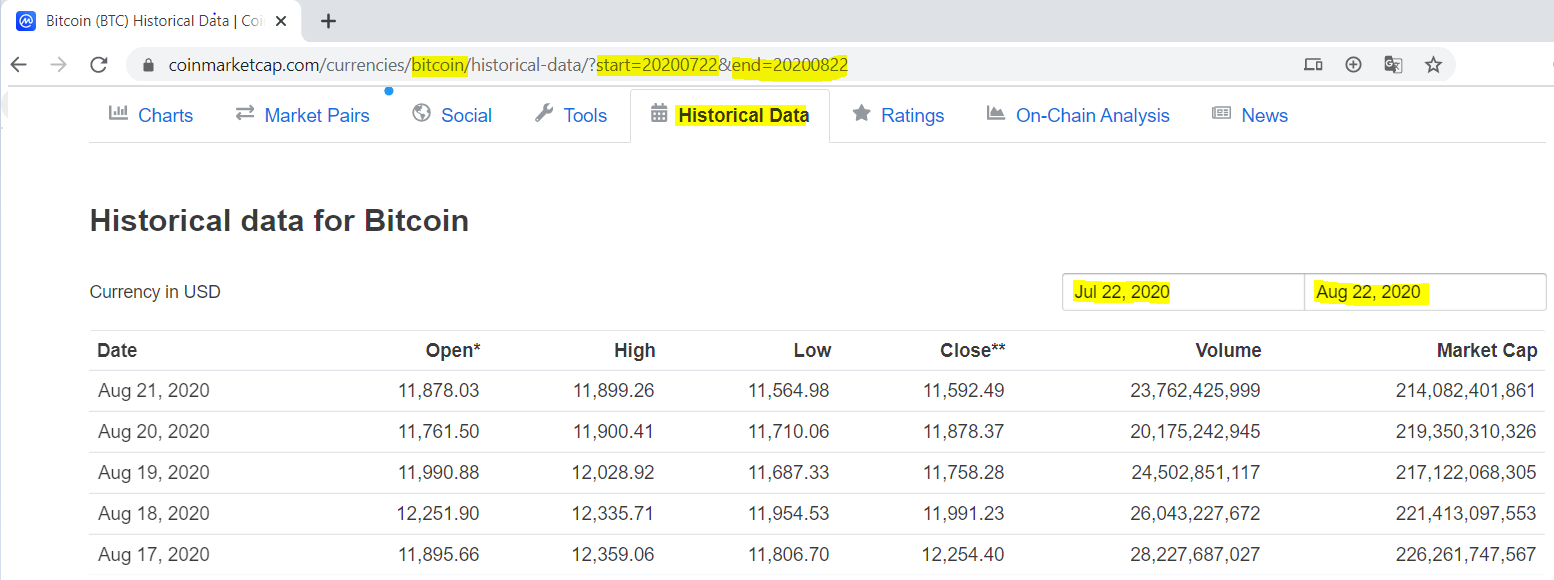 Bitcoin (BTC) Historical Data | Coi
coinmarketcap.com/currencies/bitcoin/historical-data/?start=20200722&end=20200822
Charts Market Pairs Social Tools Historical Data Ratings On-Chain Analysis News
Historical data for Bitcoin
Currency in USD Jul 22, 2020 Aug 22, 2020
Date Open* High Low Close** Volume Market Cap
Aug 21, 2020 11,878.03 11,899.26 11,564.98 11,592.49 23,762,425,999 214,082,401,861
Aug 20, 2020 11,761.50 11,900.41 11,710.06 11,878.37 20,175,242,945 219,350,310,326
Aug 19, 2020 11,990.88 12,028.92 11,687.33 11,758.28 24,502,851,117 217,122,068,305
Aug 18, 2020 12,251.90 12,335.71 11,954.53 11,991.23 26,043,227,672 221,413,097,553
Aug 17, 2020 11,895.66 12,359.06 11,806.70 12,254.40 28,227,687,027 226,261,747,567